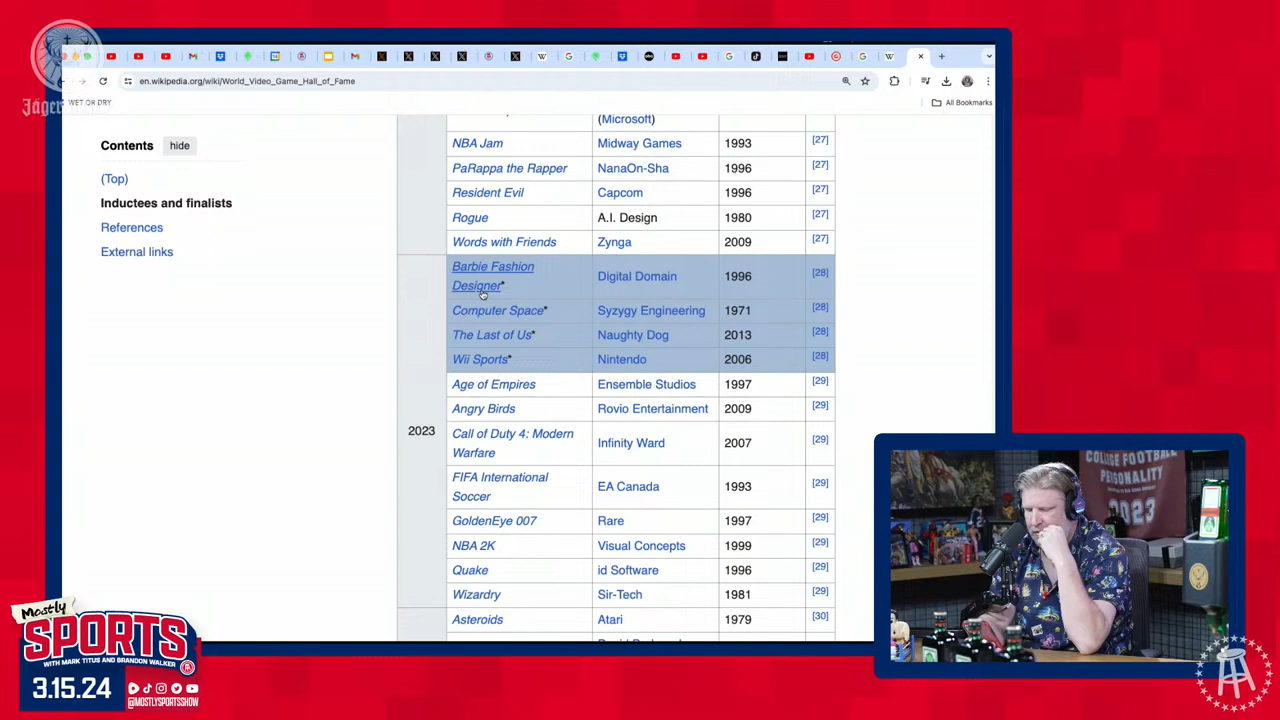 en.wikipedia.org/wiki/World_Video_Game_Hall_of_Fame
WET OR DRY
All Bookmarks
Contents hide
(Top)
Inductees and finalists
References
External links
(Microsoft)
NBA Jam Midway Games 1993 [27]
PaRappa the Rapper NanaOn-Sha 1996 [27]
Resident Evil Capcom 1996 [27]
Rogue A.I. Design 1980 [27]
Words with Friends Zynga 2009 [27]
2023
Barbie Fashion
Designer* Digital Domain 1996 [28]
Computer Space* Syzygy Engineering 1971 [28]
The Last of Us* Naughty Dog 2013 [28]
Wii Sports* Nintendo 2006 [28]
Age of Empires Ensemble Studios 1997 [29]
Angry Birds Rovio Entertainment 2009 [29]
Call of Duty 4: Modern
Warfare Infinity Ward 2007 [29]
FIFA International
Soccer EA Canada 1993 [29]
GoldenEye 007 Rare 1997 [29]
NBA 2K Visual Concepts 1999 [29]
Quake id Software 1996 [29]
Wizardry Sir-Tech 1981 [29]
Asteroids Atari 1979 [30]
COLLEGE FOOTBALL
PERSONALITY
2023
Mostly
SPORTS
WITH MARK TITUS AND BRANDON WALKER
3.15.24
@MOSTLYSPORTSSHOW